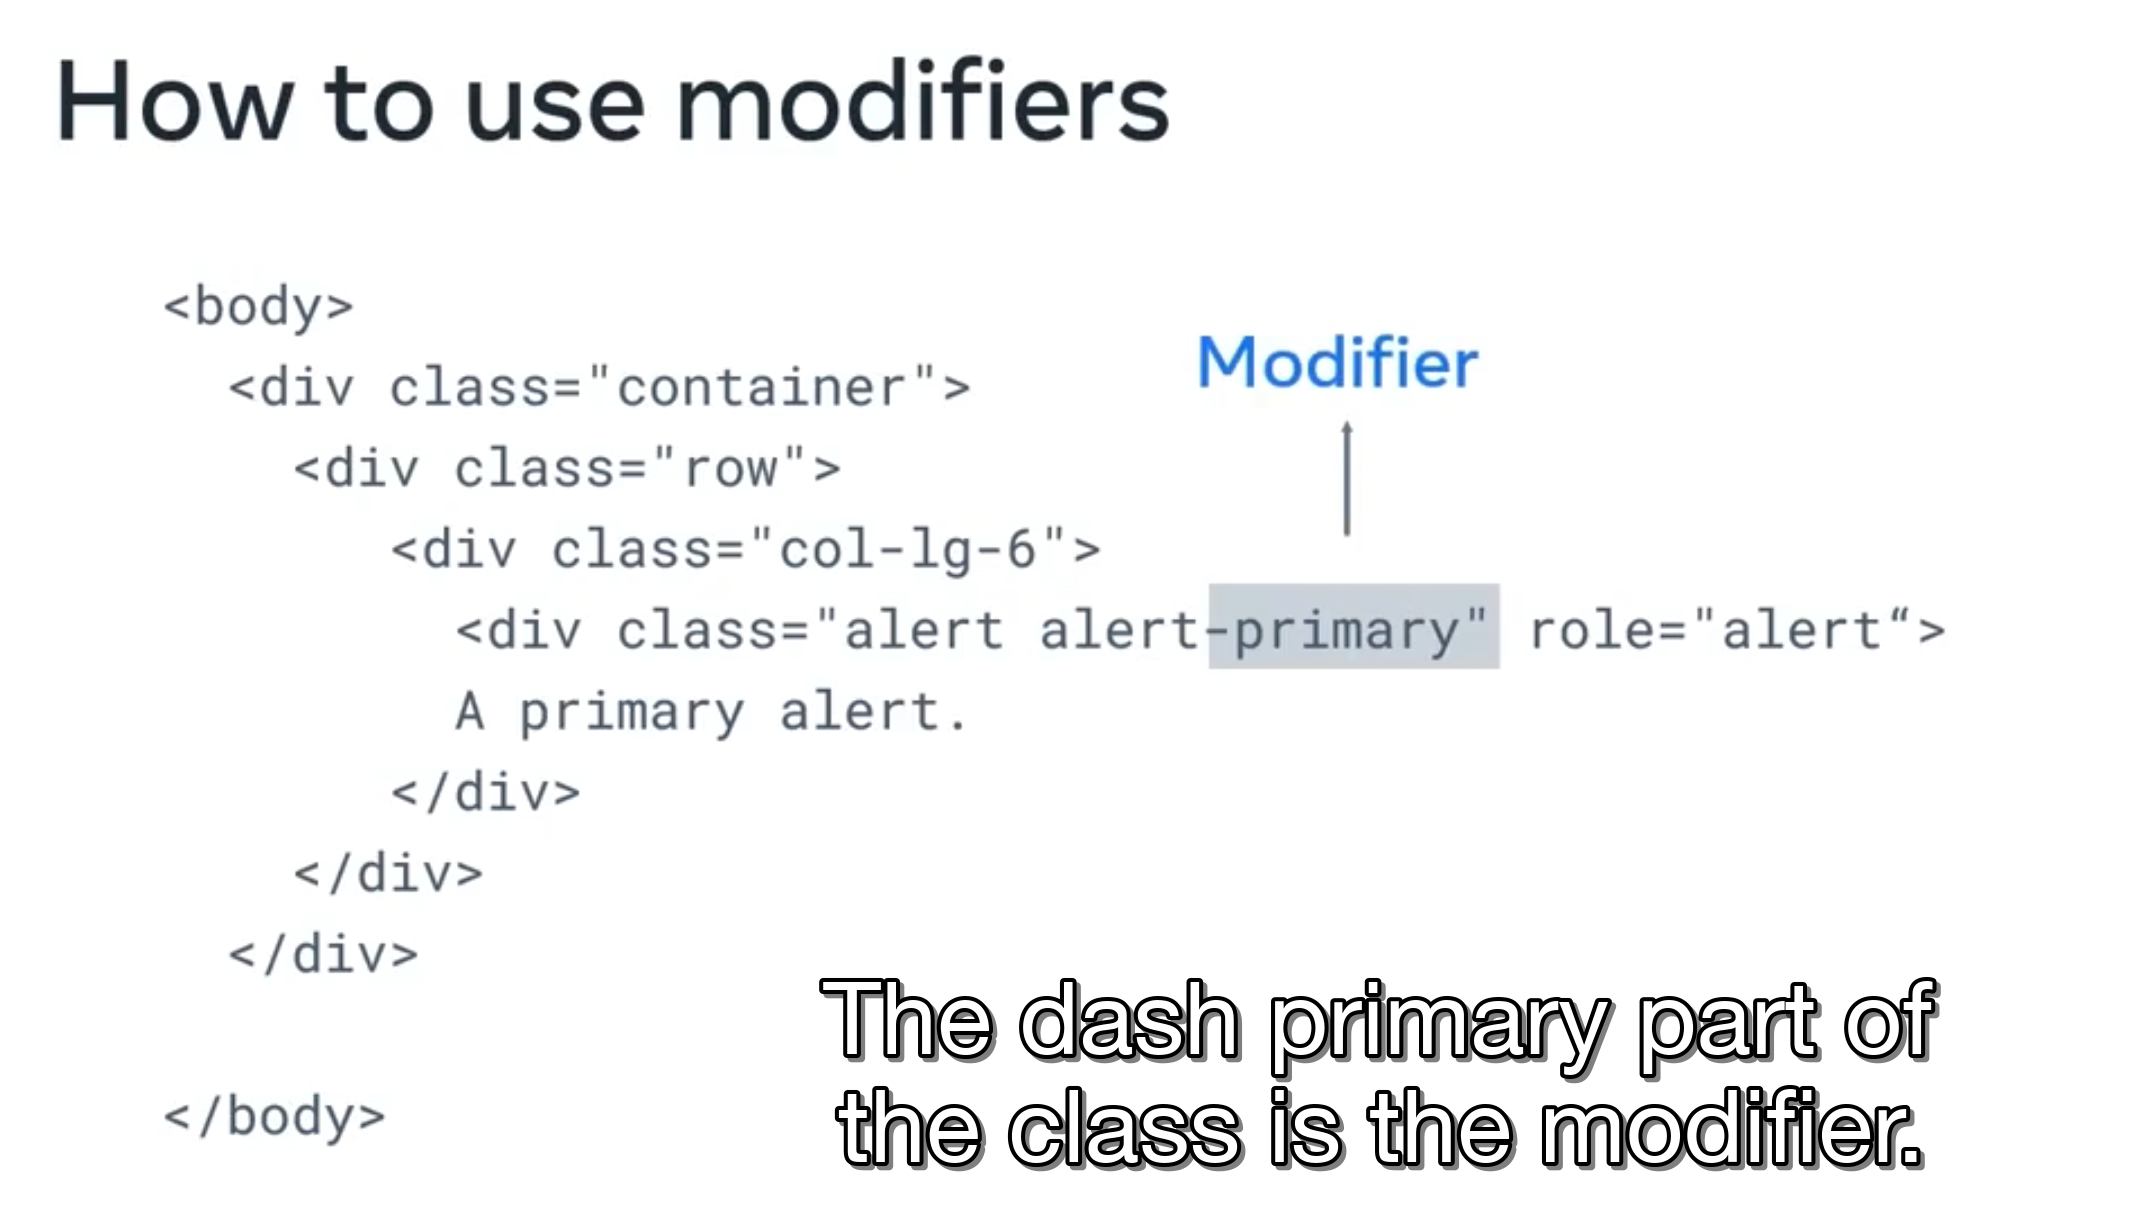 How to use modifiers
<body>
Modifier
<div class="container">
<div class="row">
<div class="col-lg-6">
<div class="alert alert-primary" role="alert“>
A primary alert.
</div>
</div>
</div>
</body>
The dash primary part of
the class is the modifier.